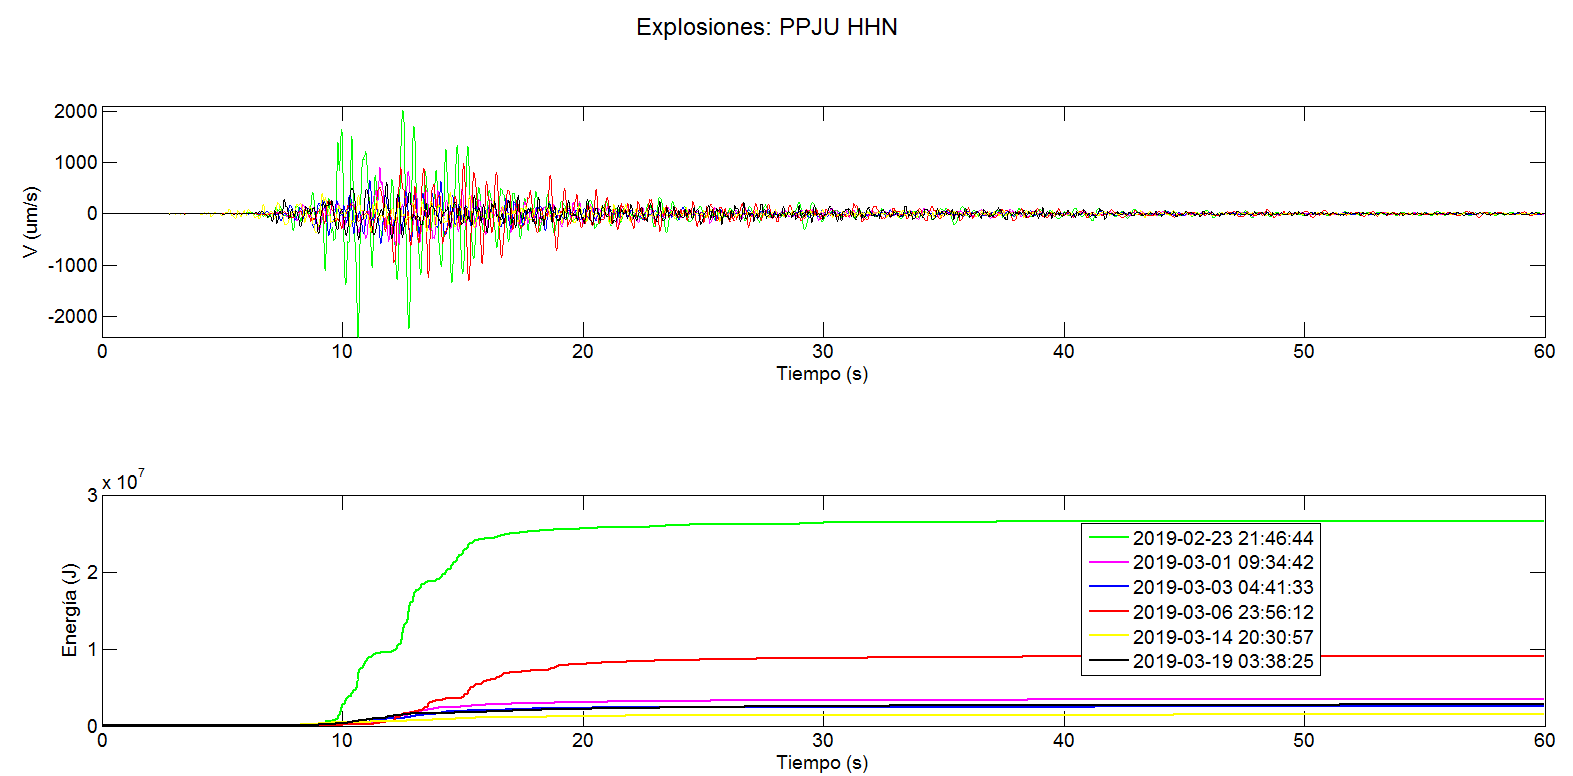 Explosiones: PPJU HHN
2000
1000
0
-1000
-2000
V (um/s)
0 10 20 30 40 50 60
Tiempo (s)
x 10^7
3
2
1
0
Energía (J)
2019-02-23 21:46:44
2019-03-01 09:34:42
2019-03-03 04:41:33
2019-03-06 23:56:12
2019-03-14 20:30:57
2019-03-19 03:38:25
0 10 20 30 40 50 60
Tiempo (s)